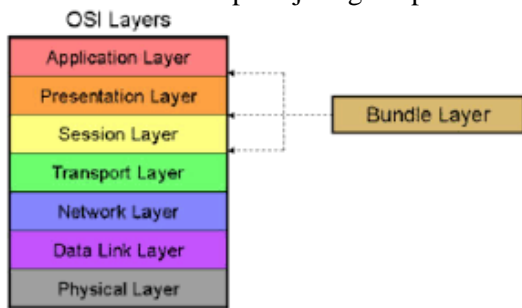 OSI Layers
Application Layer
Presentation Layer
Bundle Layer
Session Layer
Transport Layer
Network Layer
Data Link Layer
Physical Layer